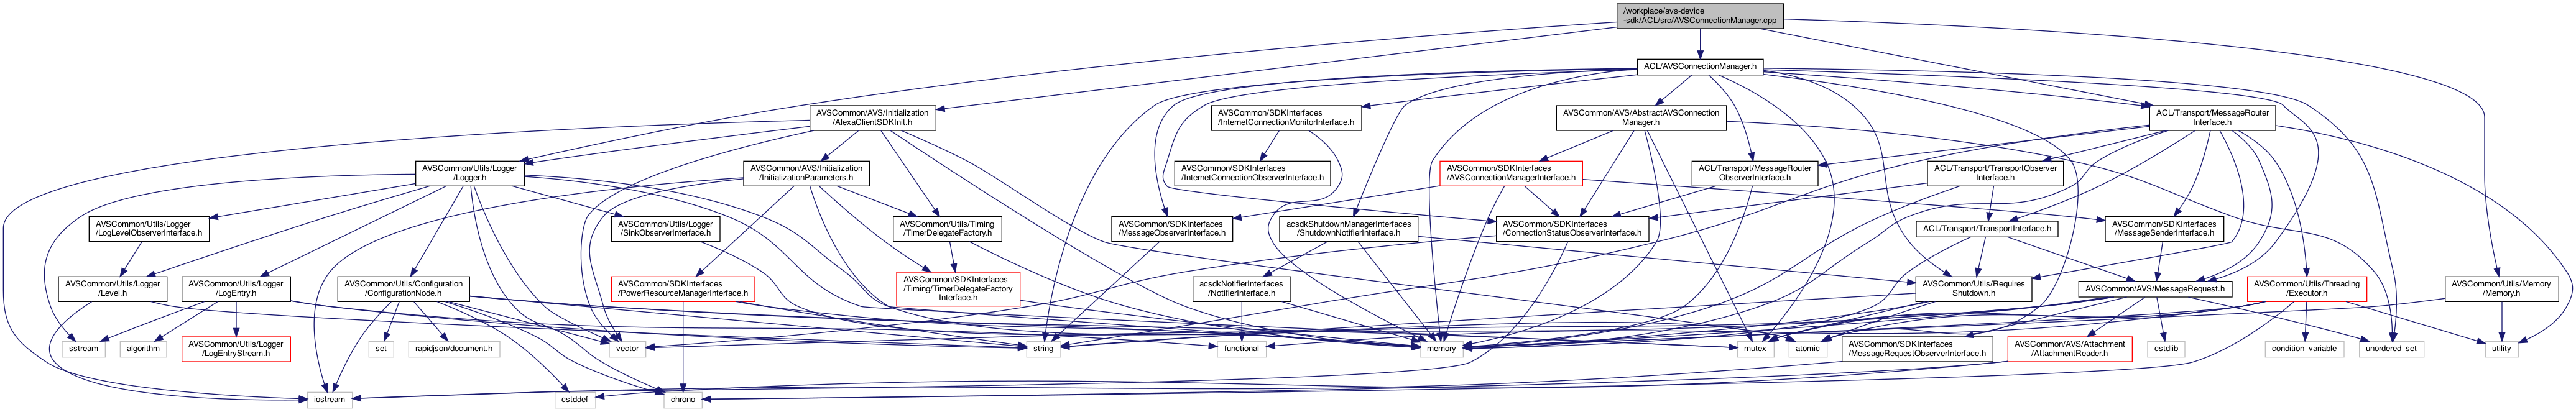 /workplace/avs-device
-sdk/ACL/src/AVSConnectionManager.cpp
ACL/AVSConnectionManager.h
AVSCommon/AVS/Initialization
/AlexaClientSDKInit.h
AVSCommon/SDKInterfaces
/InternetConnectionMonitorInterface.h
AVSCommon/AVS/AbstractAVSConnection
Manager.h
ACL/Transport/MessageRouter
Interface.h
AVSCommon/Utils/Logger
/Logger.h
AVSCommon/AVS/Initialization
/InitializationParameters.h
AVSCommon/SDKInterfaces
/InternetConnectionObserverInterface.h
AVSCommon/SDKInterfaces
/AVSConnectionManagerInterface.h
ACL/Transport/MessageRouter
ObserverInterface.h
ACL/Transport/TransportObserver
Interface.h
AVSCommon/Utils/Logger
/LogLevelObserverInterface.h
AVSCommon/Utils/Logger
/SinkObserverInterface.h
AVSCommon/Utils/Timing
/TimerDelegateFactory.h
AVSCommon/SDKInterfaces
/MessageObserverInterface.h
acsdkShutdownManagerInterfaces
/ShutdownNotifierInterface.h
AVSCommon/SDKInterfaces
/ConnectionStatusObserverInterface.h
ACL/Transport/TransportInterface.h
AVSCommon/SDKInterfaces
/MessageSenderInterface.h
AVSCommon/Utils/Logger
/Level.h
AVSCommon/Utils/Logger
/LogEntry.h
AVSCommon/Utils/Configuration
/ConfigurationNode.h
AVSCommon/SDKInterfaces
/PowerResourceManagerInterface.h
AVSCommon/SDKInterfaces
/Timing/TimerDelegateFactory
Interface.h
acsdkNotifierInterfaces
/NotifierInterface.h
AVSCommon/Utils/Requires
Shutdown.h
AVSCommon/AVS/MessageRequest.h
AVSCommon/Utils/Threading
/Executor.h
AVSCommon/Utils/Memory
/Memory.h
sstream
algorithm
AVSCommon/Utils/Logger
/LogEntryStream.h
set
rapidjson/document.h
vector
string
functional
memory
mutex
atomic
AVSCommon/SDKInterfaces
/MessageRequestObserverInterface.h
AVSCommon/AVS/Attachment
/AttachmentReader.h
cstdlib
condition_variable
unordered_set
utility
iostream
cstddef
chrono